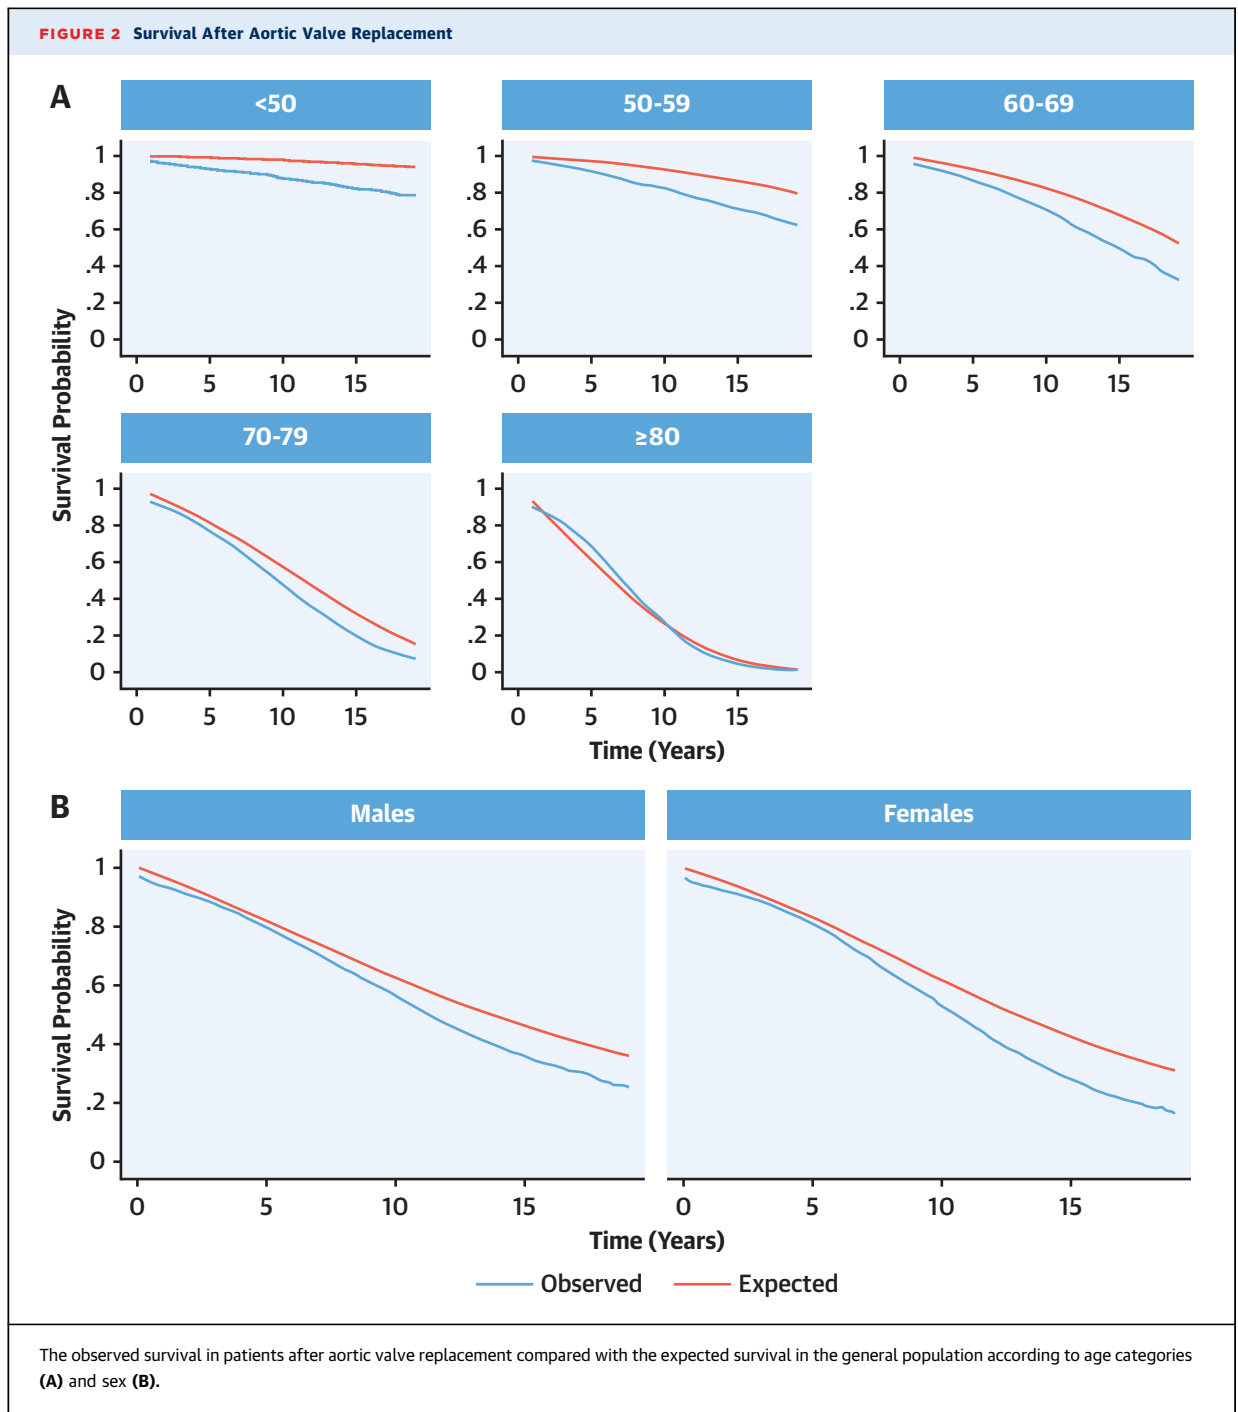 FIGURE 2 Survival After Aortic Valve Replacement
A
<50
50-59
60-69
1
.8
.6
.4
.2
0
1
.8
.6
.4
.2
0
1
.8
.6
.4
.2
0
0 5 10 15
0 5 10 15
0 5 10 15
Survival Probability
70-79
≥80
1
.8
.6
.4
.2
0
1
.8
.6
.4
.2
0
0 5 10 15
0 5 10 15
Time (Years)
B
Males
Females
Survival Probability
1
.8
.6
.4
.2
0
0 5 10 15
0 5 10 15
Time (Years)
Observed
Expected
The observed survival in patients after aortic valve replacement compared with the expected survival in the general population according to age categories
(A) and sex (B).